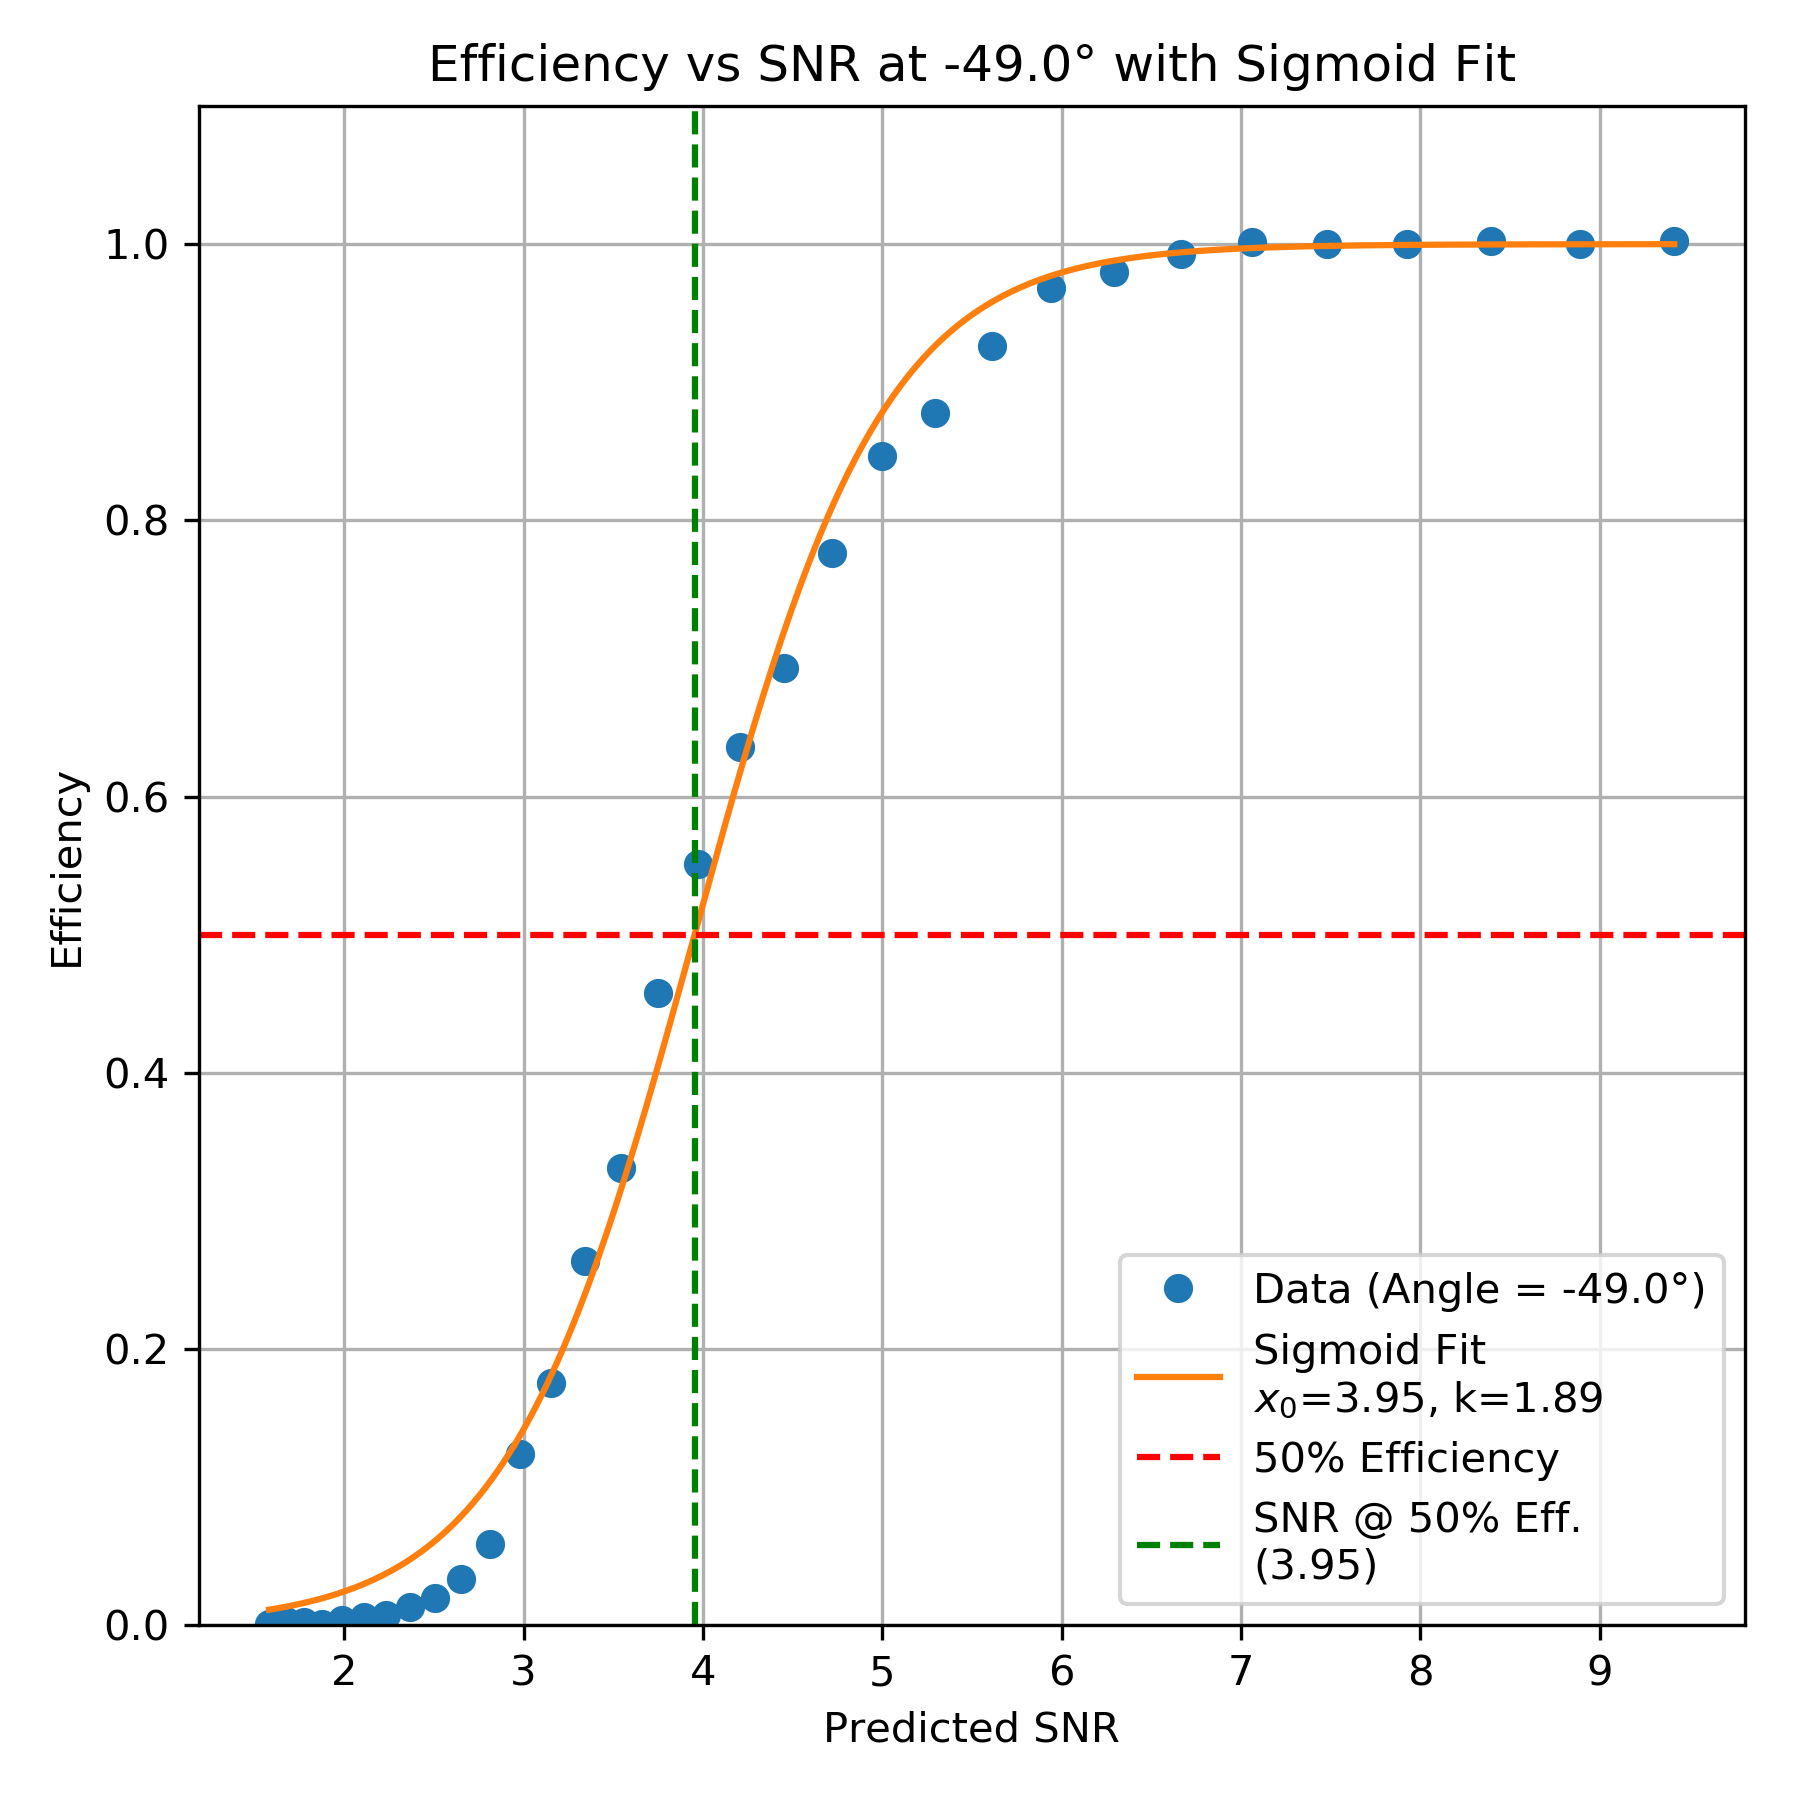 Efficiency vs SNR at -49.0° with Sigmoid Fit
1.0
0.8
0.6
0.4
0.2
0.0
Efficiency
2 3 4 5 6 7 8 9
Predicted SNR
Data (Angle = -49.0°)
Sigmoid Fit
x₀=3.95, k=1.89
50% Efficiency
SNR @ 50% Eff.
(3.95)